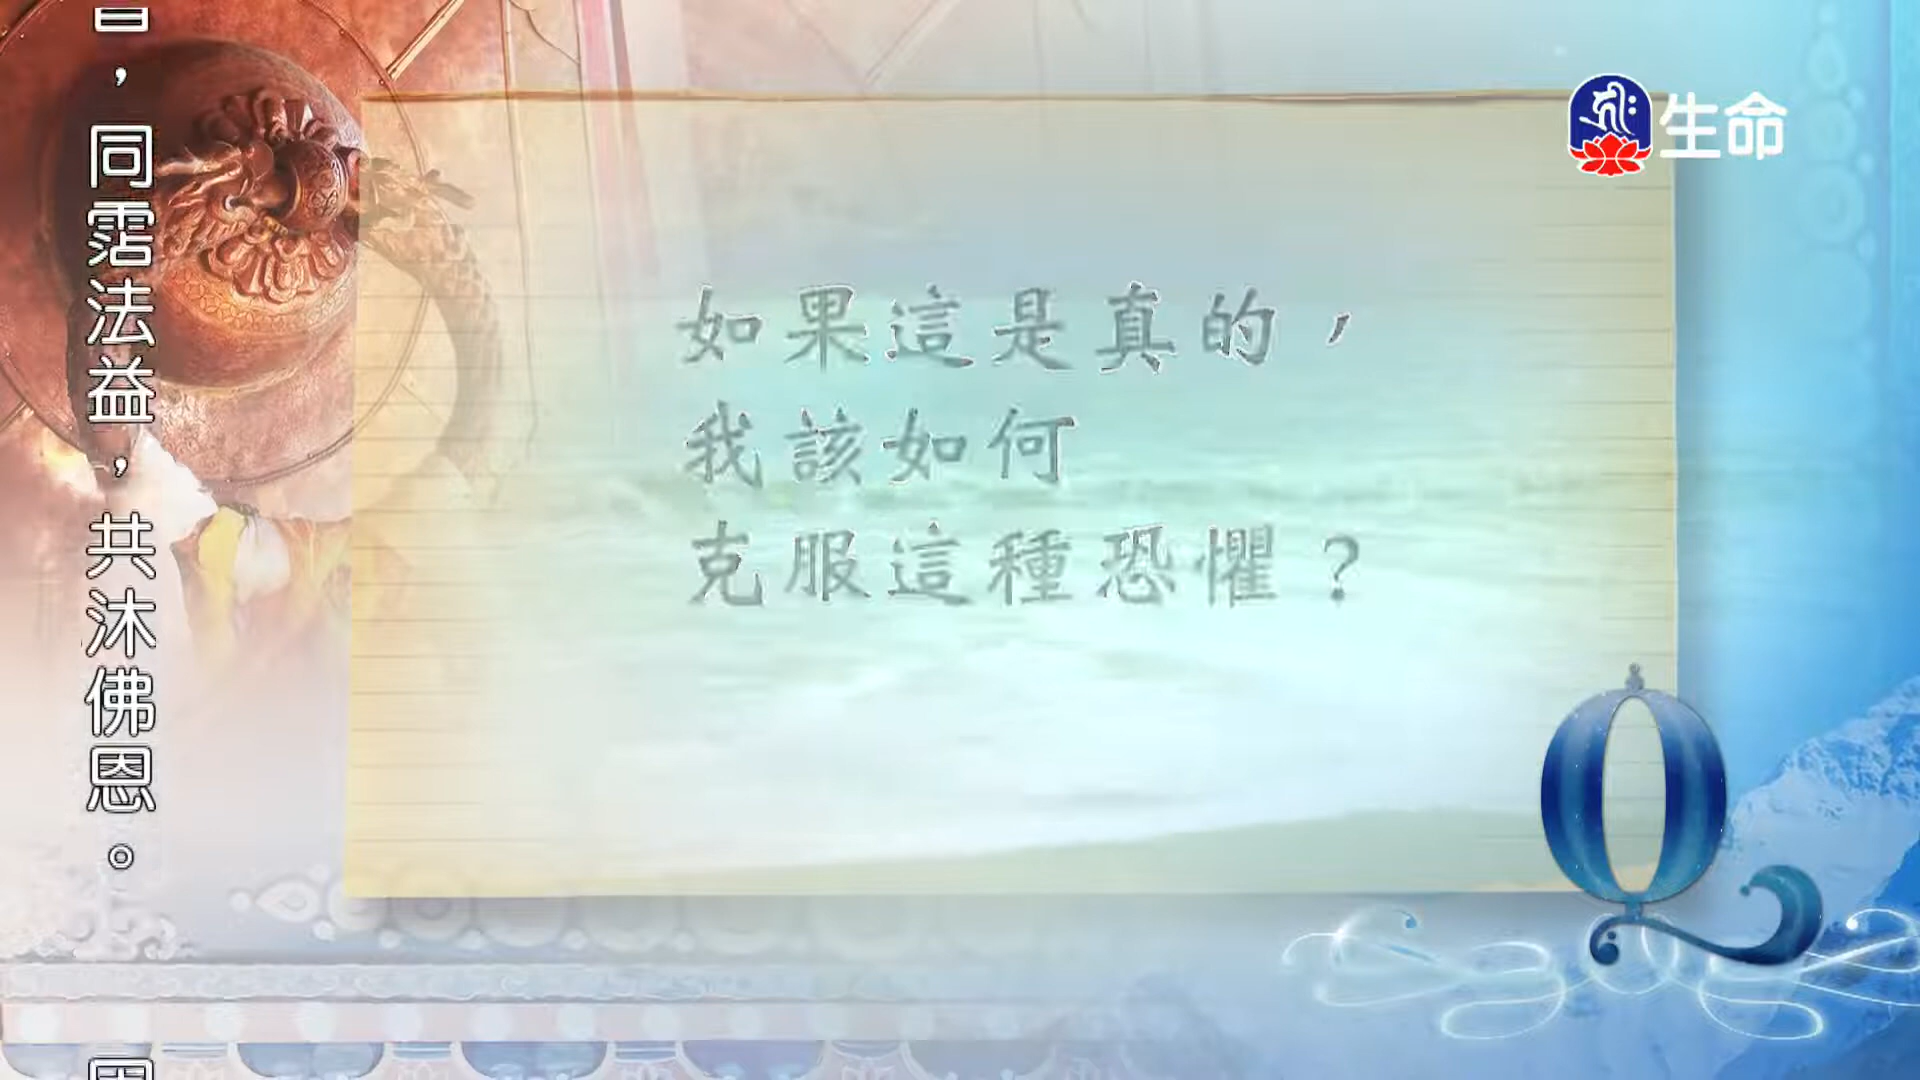 如果這是真的，
我該如何
克服這種恐懼？
Q
生命
，同霑法益，共沐佛恩。